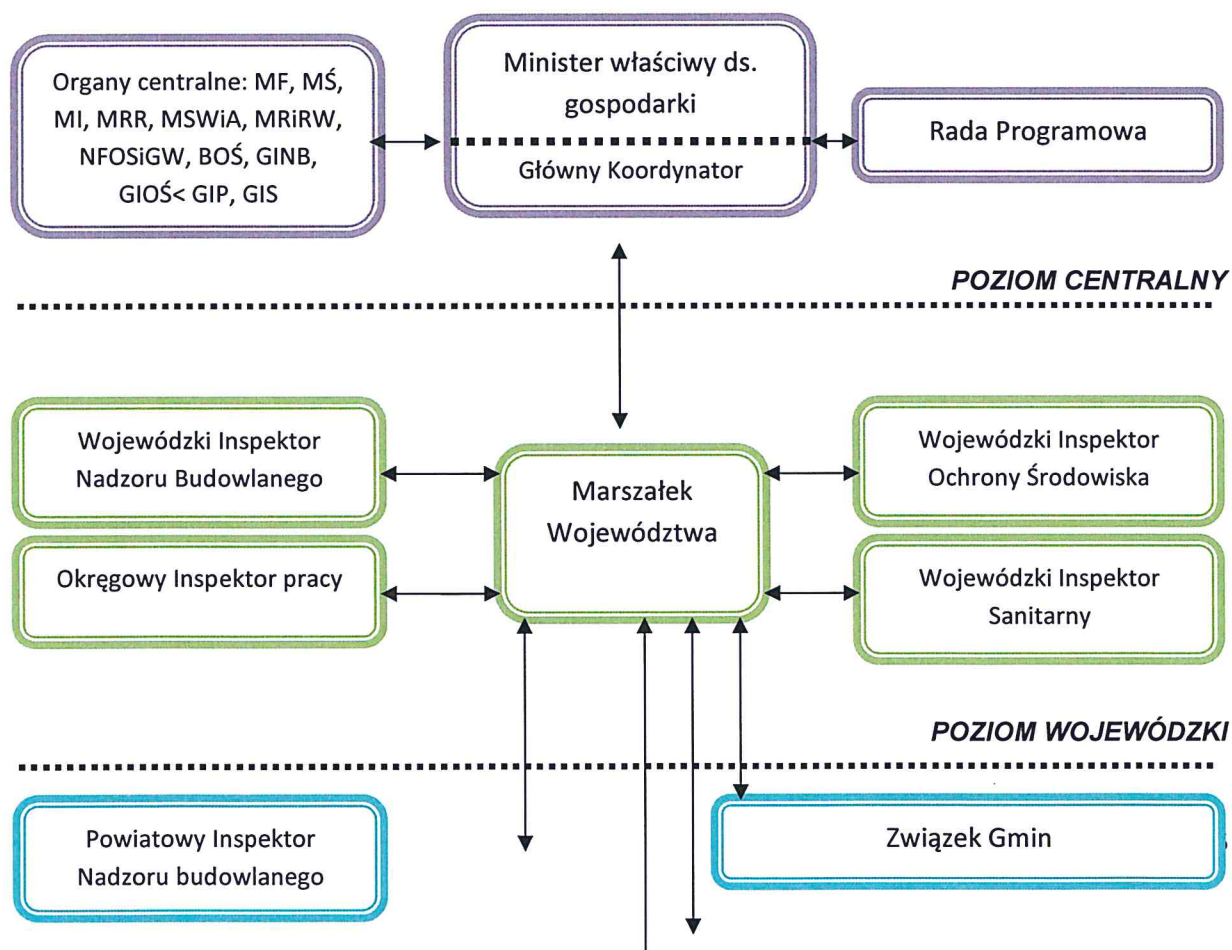 Organy centralne: MF, MŚ,
MI, MRR, MSWiA, MRiRW,
NFOSiGW, BOŚ, GINB,
GIOŚ< GIP, GIS
Minister właściwy ds.
gospodarki
Główny Koordynator
Rada Programowa
POZIOM CENTRALNY
Wojewódzki Inspektor
Nadzoru Budowlanego
Okręgowy Inspektor pracy
Marszałek
Województwa
Wojewódzki Inspektor
Ochrony Środowiska
Wojewódzki Inspektor
Sanitarny
POZIOM WOJEWÓDZKI
Powiatowy Inspektor
Nadzoru budowlanego
Związek Gmin